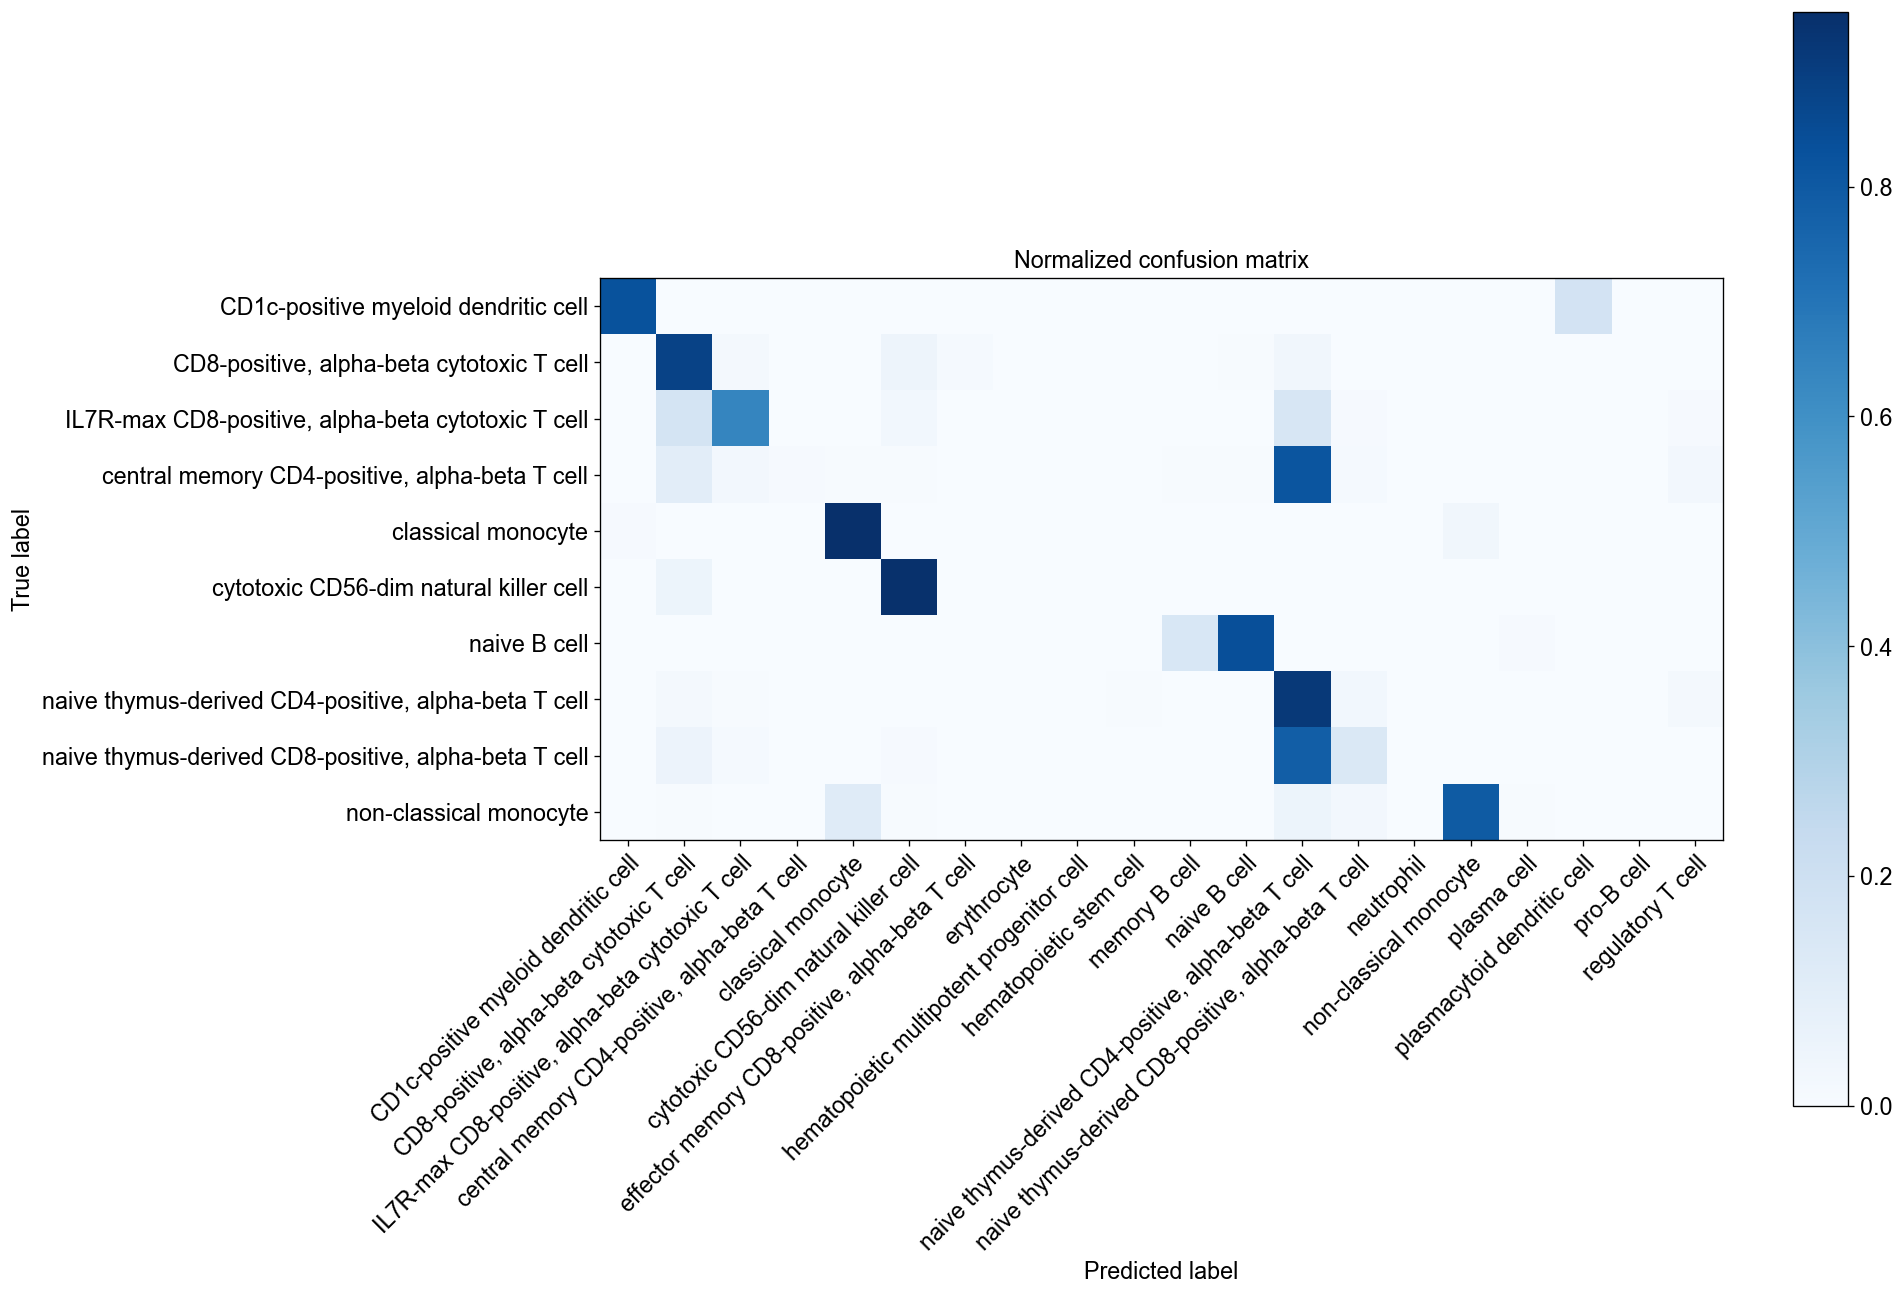 Normalized confusion matrix
True label
CD1c-positive myeloid dendritic cell
CD8-positive, alpha-beta cytotoxic T cell
IL7R-max CD8-positive, alpha-beta cytotoxic T cell
central memory CD4-positive, alpha-beta T cell
classical monocyte
cytotoxic CD56-dim natural killer cell
naive B cell
naive thymus-derived CD4-positive, alpha-beta T cell
naive thymus-derived CD8-positive, alpha-beta T cell
non-classical monocyte
CD1c-positive myeloid dendritic cell
CD8-positive, alpha-beta cytotoxic T cell
IL7R-max CD8-positive, alpha-beta cytotoxic T cell
central memory CD4-positive, alpha-beta T cell
classical monocyte
cytotoxic CD56-dim natural killer cell
effector memory CD8-positive, alpha-beta T cell
erythrocyte
hematopoietic multipotent progenitor cell
hematopoietic stem cell
memory B cell
naive B cell
naive thymus-derived CD4-positive, alpha-beta T cell
naive thymus-derived CD8-positive, alpha-beta T cell
neutrophil
non-classical monocyte
plasma cell
plasmacytoid dendritic cell
pro-B cell
regulatory T cell
Predicted label
0.8
0.6
0.4
0.2
0.0